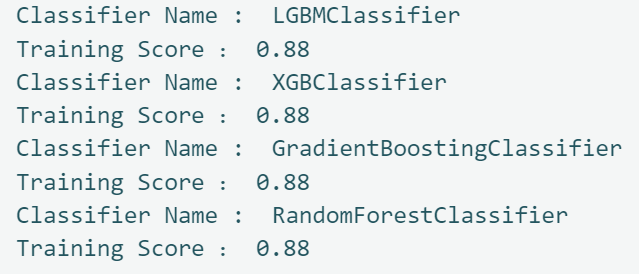 Classifier Name :  LGBMClassifier
Training Score :  0.88
Classifier Name :  XGBClassifier
Training Score :  0.88
Classifier Name :  GradientBoostingClassifier
Training Score :  0.88
Classifier Name :  RandomForestClassifier
Training Score :  0.88